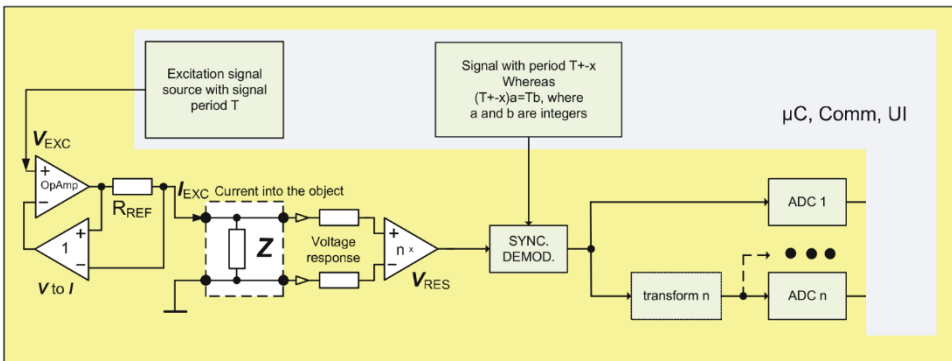 Excitation signal
source with signal
period T
Signal with period T+-x
Whereas
(T+-x)a=Tb, where
a and b are integers
µC, Comm, UI
VEXC
+
OpAmp
−
RREF
IEXC
Current into the object
1
+
−
V to I
Z
Voltage
response
+
n x
−
VRES
SYNC.
DEMOD.
ADC 1
transform n
ADC n